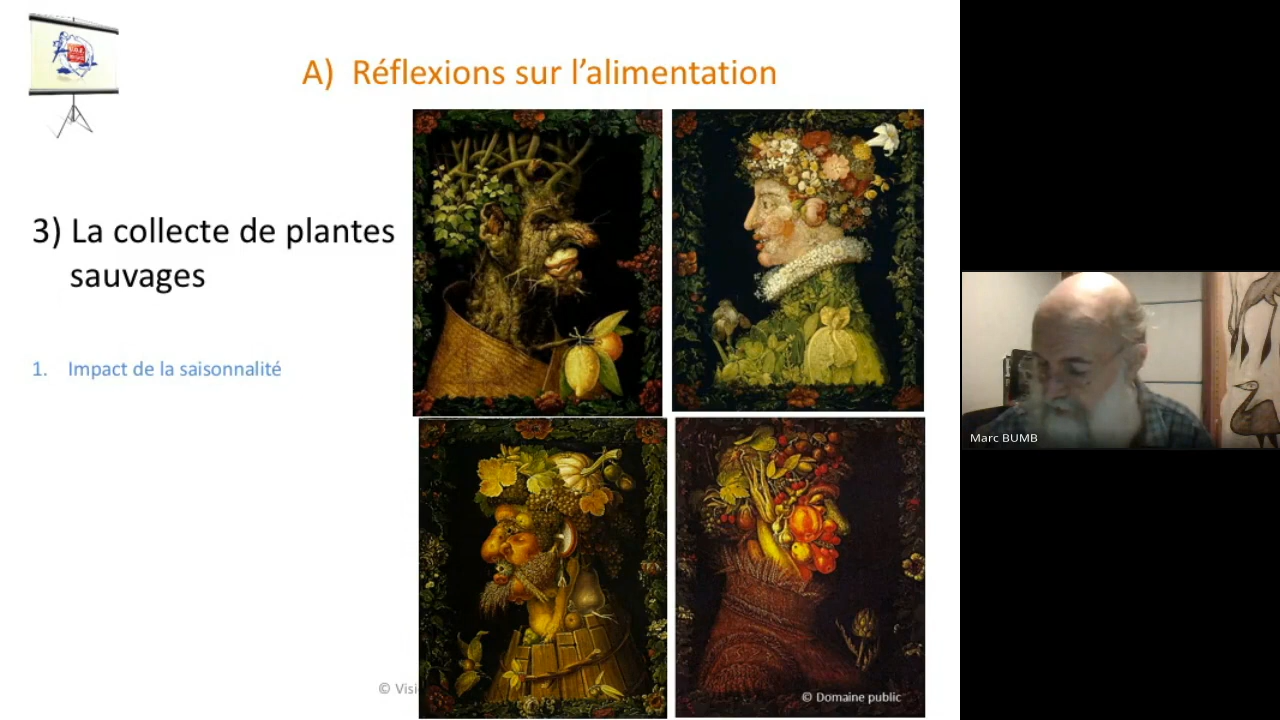 A) Réflexions sur l’alimentation
3) La collecte de plantes
sauvages
1. Impact de la saisonnalité
Marc BUMB
© Visi
© Domaine public